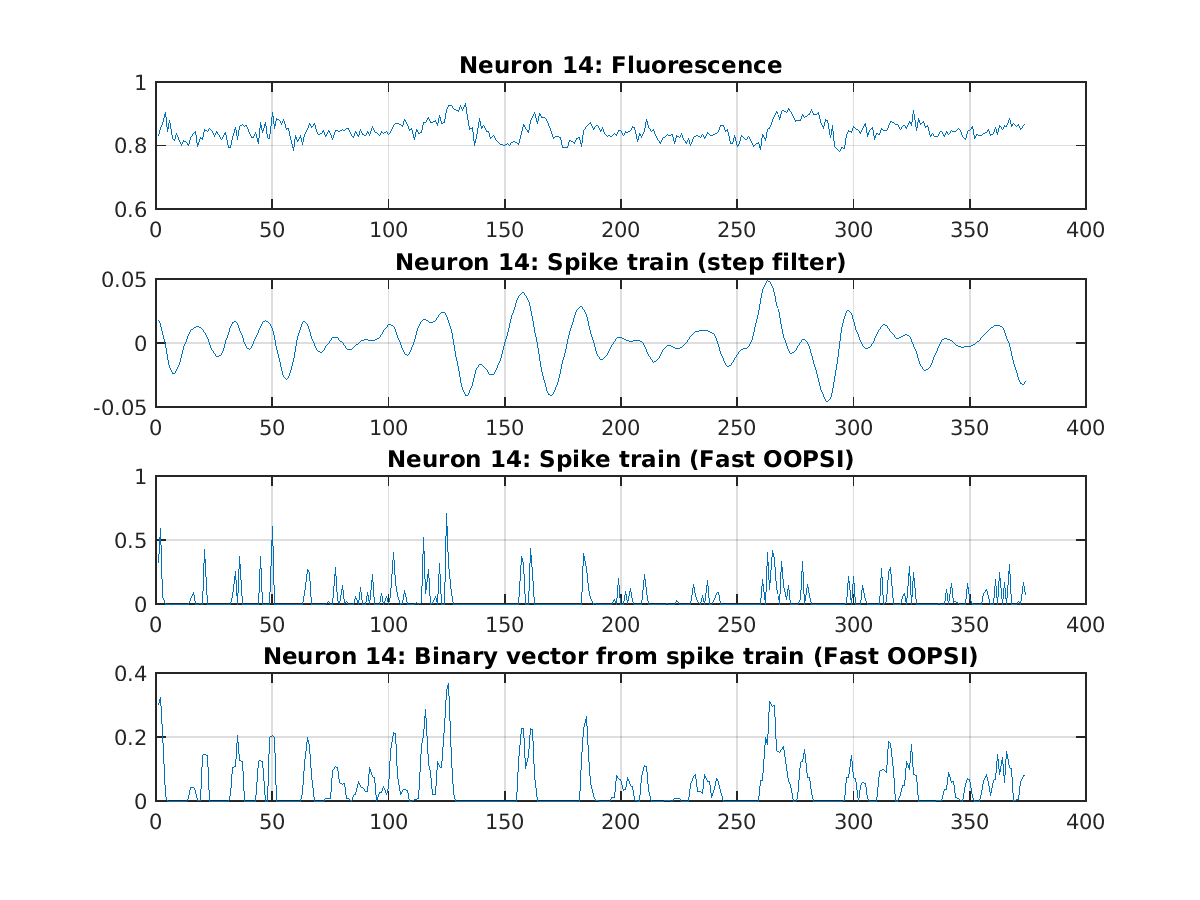 Neuron 14: Fluorescence
1
0.8
0.6
0 50 100 150 200 250 300 350 400
Neuron 14: Spike train (step filter)
0.05
0
-0.05
0 50 100 150 200 250 300 350 400
Neuron 14: Spike train (Fast OOPSI)
1
0.5
0
0 50 100 150 200 250 300 350 400
Neuron 14: Binary vector from spike train (Fast OOPSI)
0.4
0.2
0
0 50 100 150 200 250 300 350 400